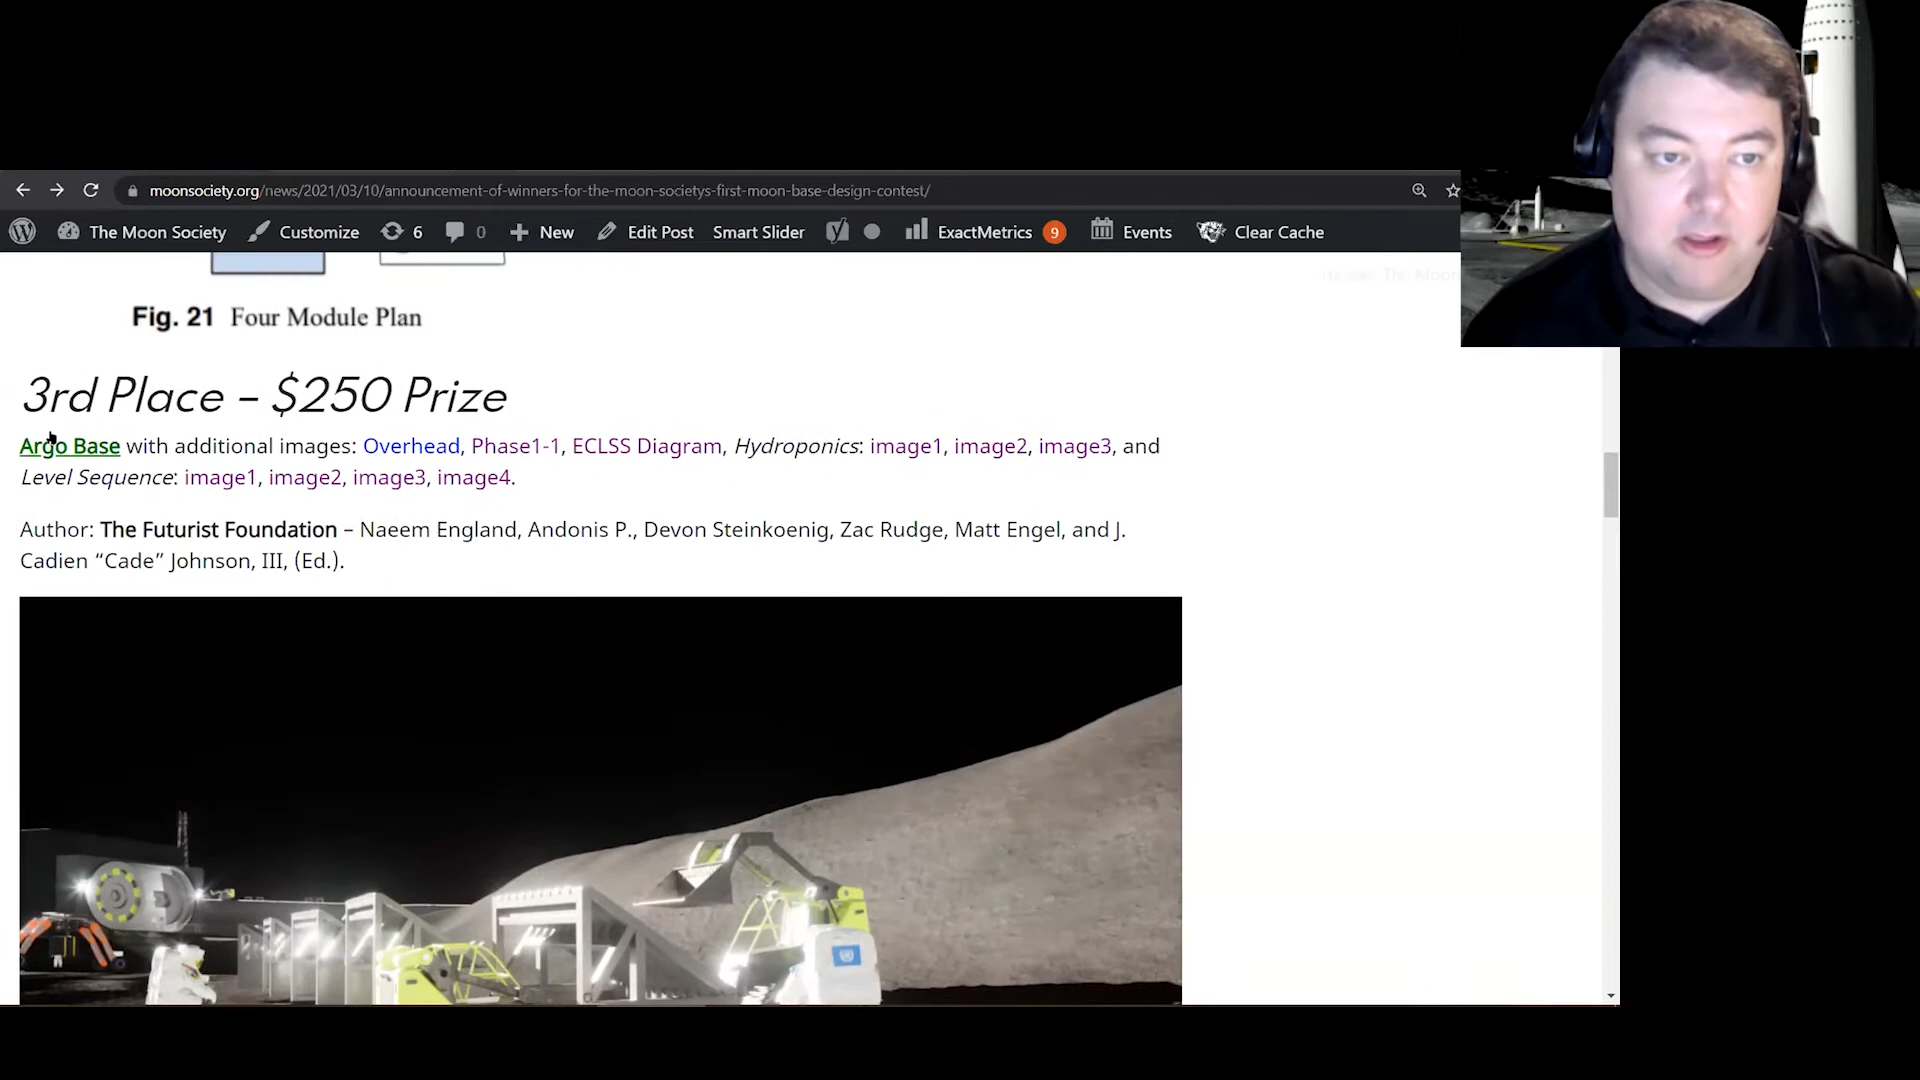 moonsociety.org/news/2021/03/10/announcement-of-winners-for-the-moon-societys-first-moon-base-design-contest/
The Moon Society Customize 6 0 New Edit Post Smart Slider ExactMetrics 9 Events Clear Cache
Fig. 21 Four Module Plan
3rd Place – $250 Prize
Argo Base with additional images: Overhead, Phase1-1, ECLSS Diagram, Hydroponics: image1, image2, image3, and
Level Sequence: image1, image2, image3, image4.
Author: The Futurist Foundation – Naeem England, Andonis P., Devon Steinkoenig, Zac Rudge, Matt Engel, and J.
Cadien “Cade” Johnson, III, (Ed.).